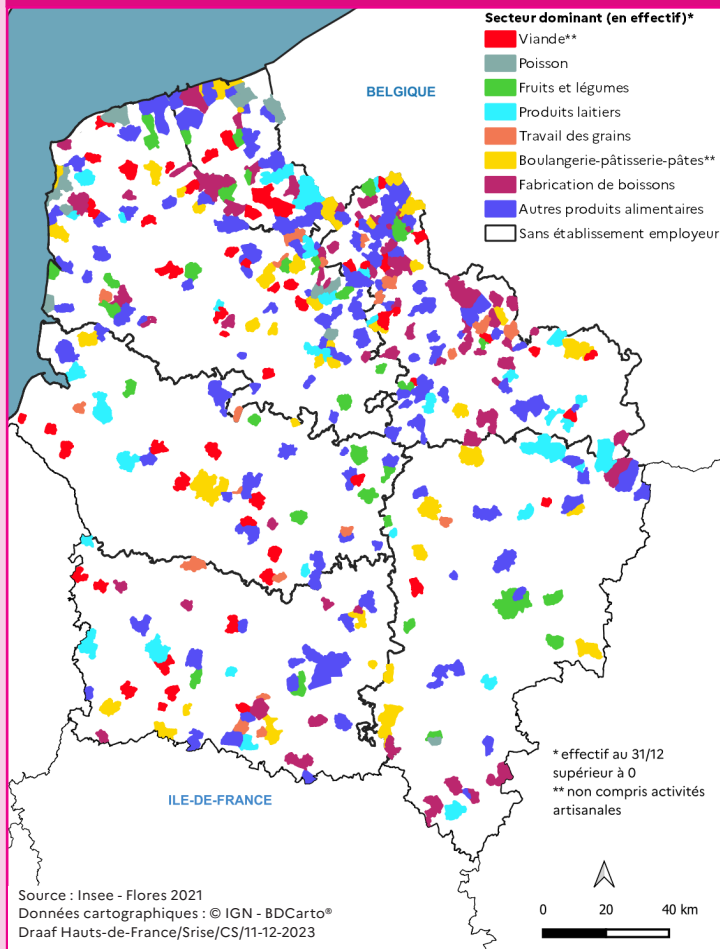 Secteur dominant (en effectif)*
Viande**
Poisson
Fruits et légumes
Produits laitiers
Travail des grains
Boulangerie-pâtisserie-pâtes**
Fabrication de boissons
Autres produits alimentaires
Sans établissement employeur
BELGIQUE
* effectif au 31/12
supérieur à 0
** non compris activités
artisanales
ILE-DE-FRANCE
Source : Insee - Flores 2021
Données cartographiques : © IGN - BDCarto®
Draaf Hauts-de-France/Srise/CS/11-12-2023
0 20 40 km